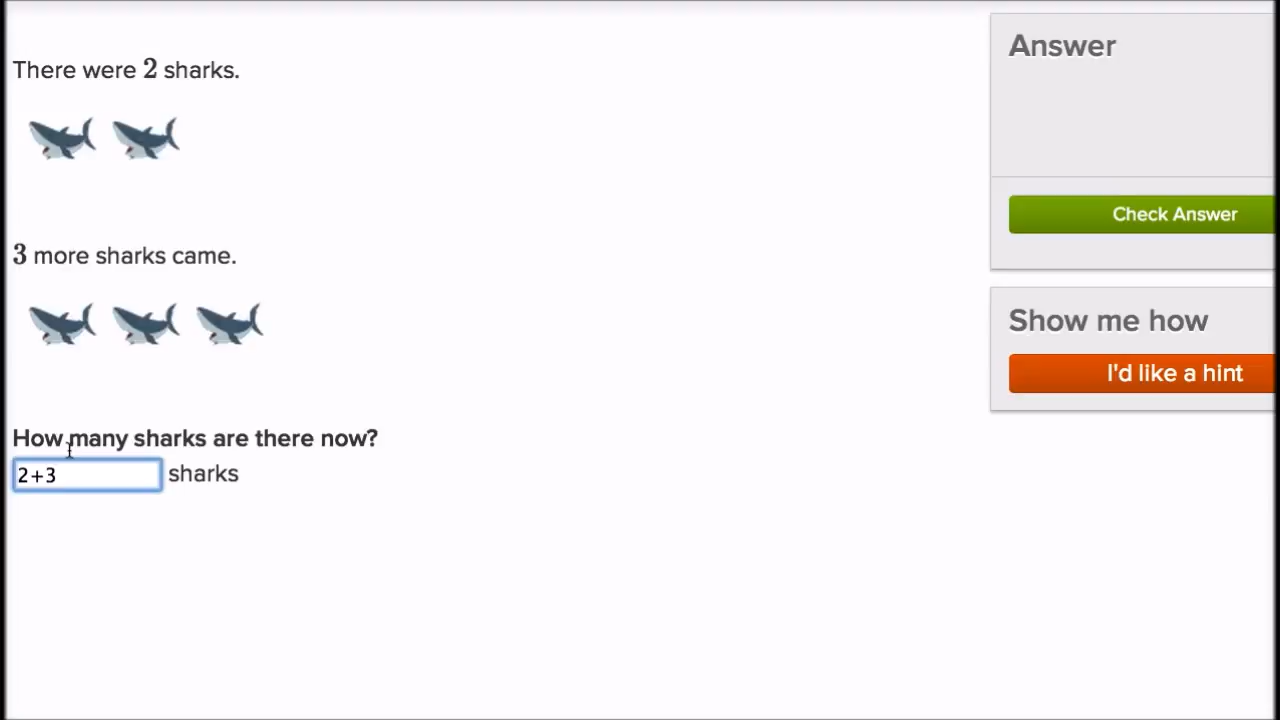 There were 2 sharks.
3 more sharks came.
How many sharks are there now?
2+3 sharks
Answer
Check Answer
Show me how
I'd like a hint